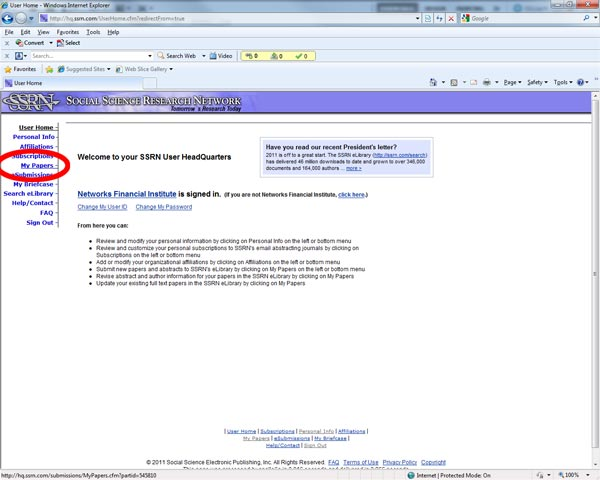 User Home - Windows Internet Explorer
http://hq.ssrn.com/UserHome.cfm?redirectFrom=true
Google
File Edit View Favorites Tools Help
Convert Select
Search... Search Web Video 0 0 0
Favorites Suggested Sites Web Slice Gallery
User Home
Page Safety Tools
SSRN SOCIAL SCIENCE RESEARCH NETWORK
Tomorrow's Research Today
User Home
Personal Info
Affiliations
Subscriptions
My Papers
eSubmissions
My Briefcase
Search eLibrary
Help/Contact
FAQ
Sign Out
Welcome to your SSRN User HeadQuarters
Have you read our recent President's letter?
2011 is off to a great start. The SSRN eLibrary (http://ssrn.com/search)
has delivered 46 million downloads to date and grown to over 346,000
documents and 164,000 authors ... more »
Networks Financial Institute is signed in. (If you are not Networks Financial Institute, click here.)
Change My User ID Change My Password
From here you can:
Review and modify your personal information by clicking on Personal Info on the left or bottom menu
Review and customize your personal subscriptions to SSRN's email abstracting journals by clicking on
Subscriptions on the left or bottom menu
Add or modify your organizational affiliations by clicking on Affiliations on the left or bottom menu
Submit new papers and abstracts to SSRN's eLibrary by clicking on My Papers on the left or bottom menu
Revise abstract and author information for your papers in the SSRN eLibrary by clicking on My Papers
Update your existing full text papers in the SSRN eLibrary by clicking on My Papers
| User Home | Subscriptions | Personal Info | Affiliations |
My Papers | eSubmissions | My Briefcase |
Help/Contact | Sign Out
© 2011 Social Science Electronic Publishing, Inc. All Rights Reserved. FAQ Terms of Use Privacy Policy Copyright
http://hq.ssrn.com/submissions/MyPapers.cfm?partid=545810
Internet | Protected Mode: On 100%